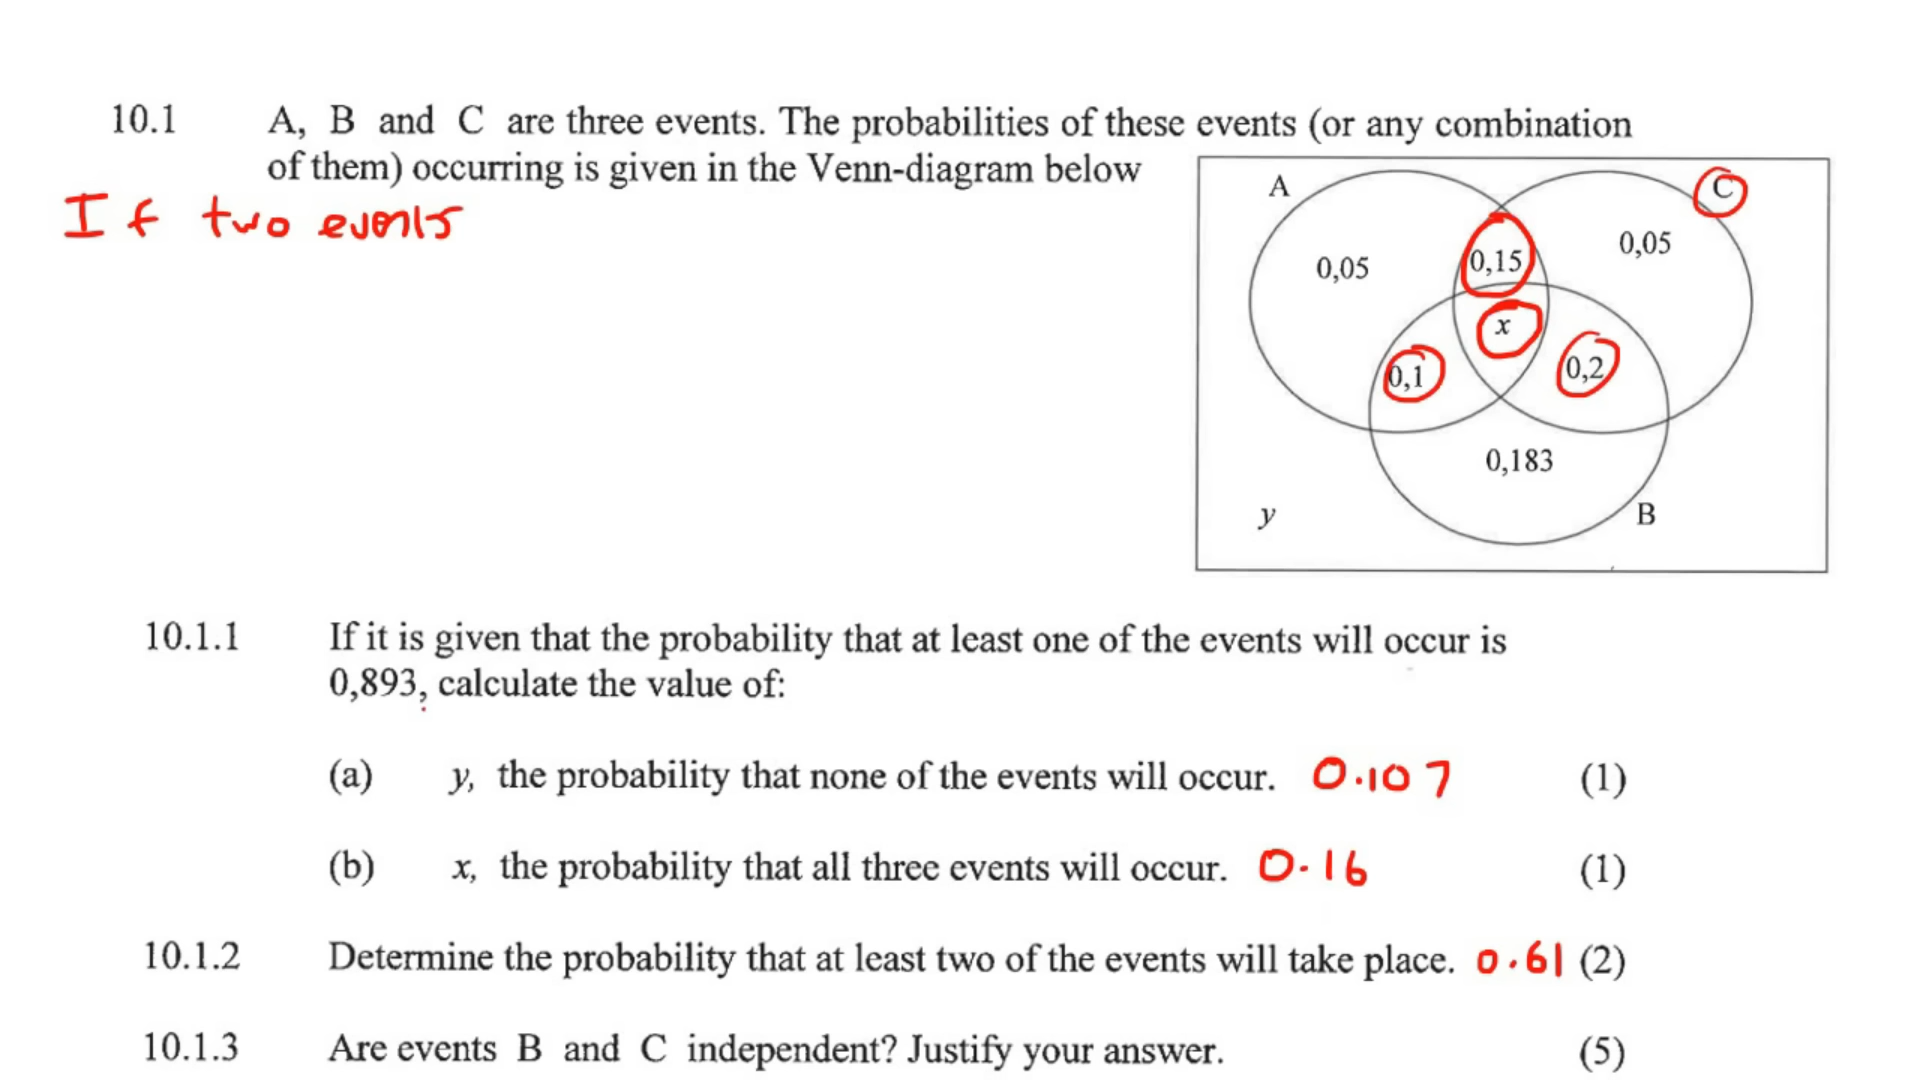 10.1 A, B and C are three events. The probabilities of these events (or any combination
of them) occurring is given in the Venn-diagram below
If two events
A
C
0,05
0,15
0,05
x
0,1
0,2
0,183
y
B
10.1.1 If it is given that the probability that at least one of the events will occur is
0,893, calculate the value of:
(a) y, the probability that none of the events will occur. 0.107 (1)
(b) x, the probability that all three events will occur. 0.16 (1)
10.1.2 Determine the probability that at least two of the events will take place. 0.61 (2)
10.1.3 Are events B and C independent? Justify your answer. (5)